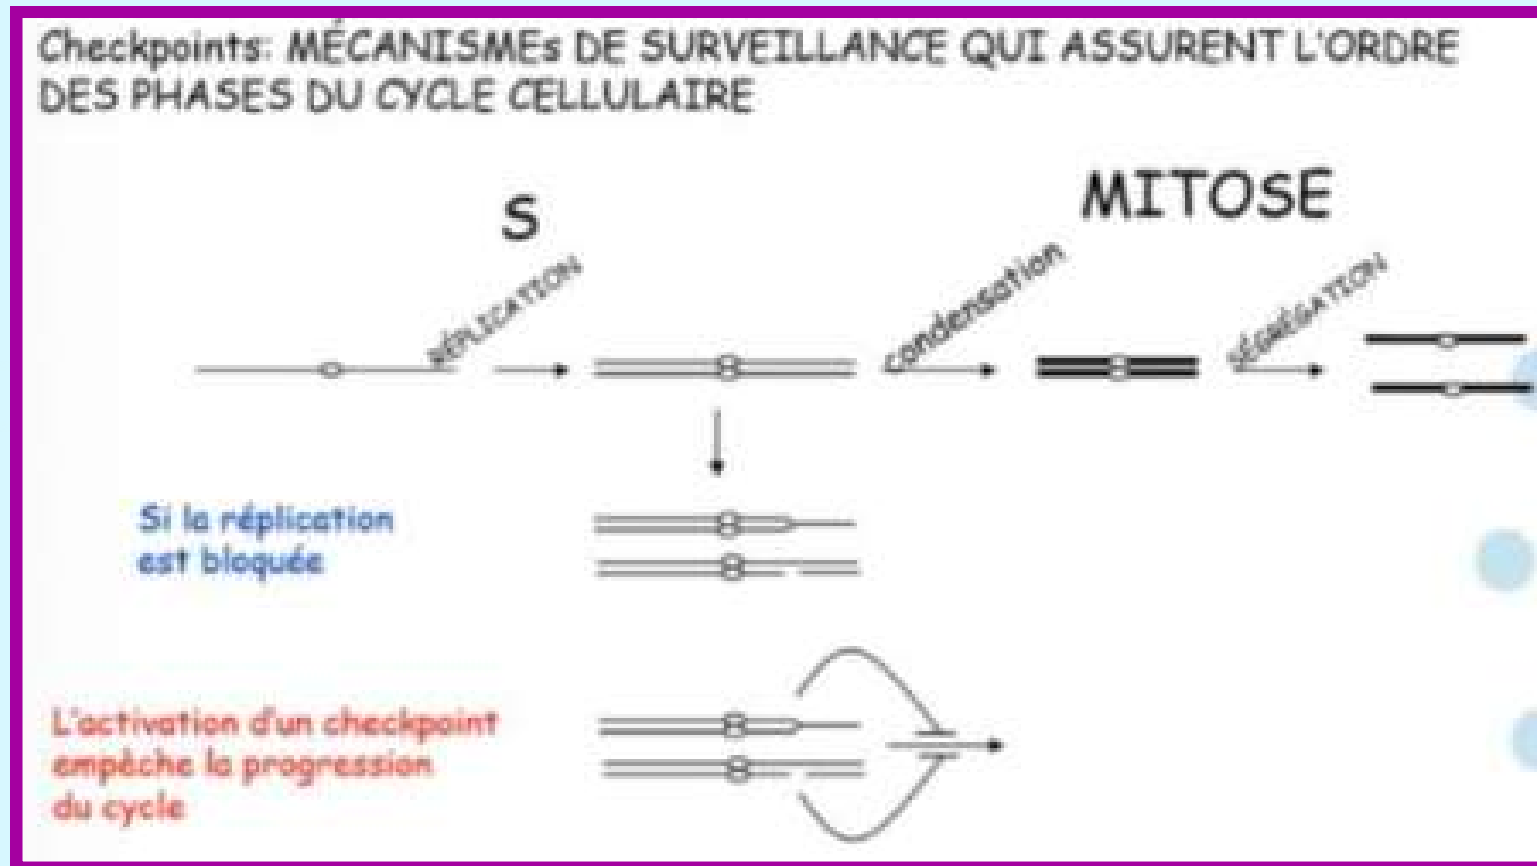 Checkpoints: MÉCANISMEs DE SURVEILLANCE QUI ASSURENT L'ORDRE
DES PHASES DU CYCLE CELLULAIRE
S
MITOSE
RÉPLICATION
condensation
SÉGRÉGATION
Si la réplication
est bloquée
L'activation d'un checkpoint
empêche la progression
du cycle